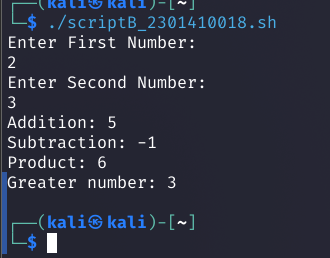 ┌──(kali㉿kali)-[~]
└─$ ./scriptB_2301410018.sh
Enter First Number:
2
Enter Second Number:
3
Addition: 5
Subtraction: -1
Product: 6
Greater number: 3
┌──(kali㉿kali)-[~]
└─$